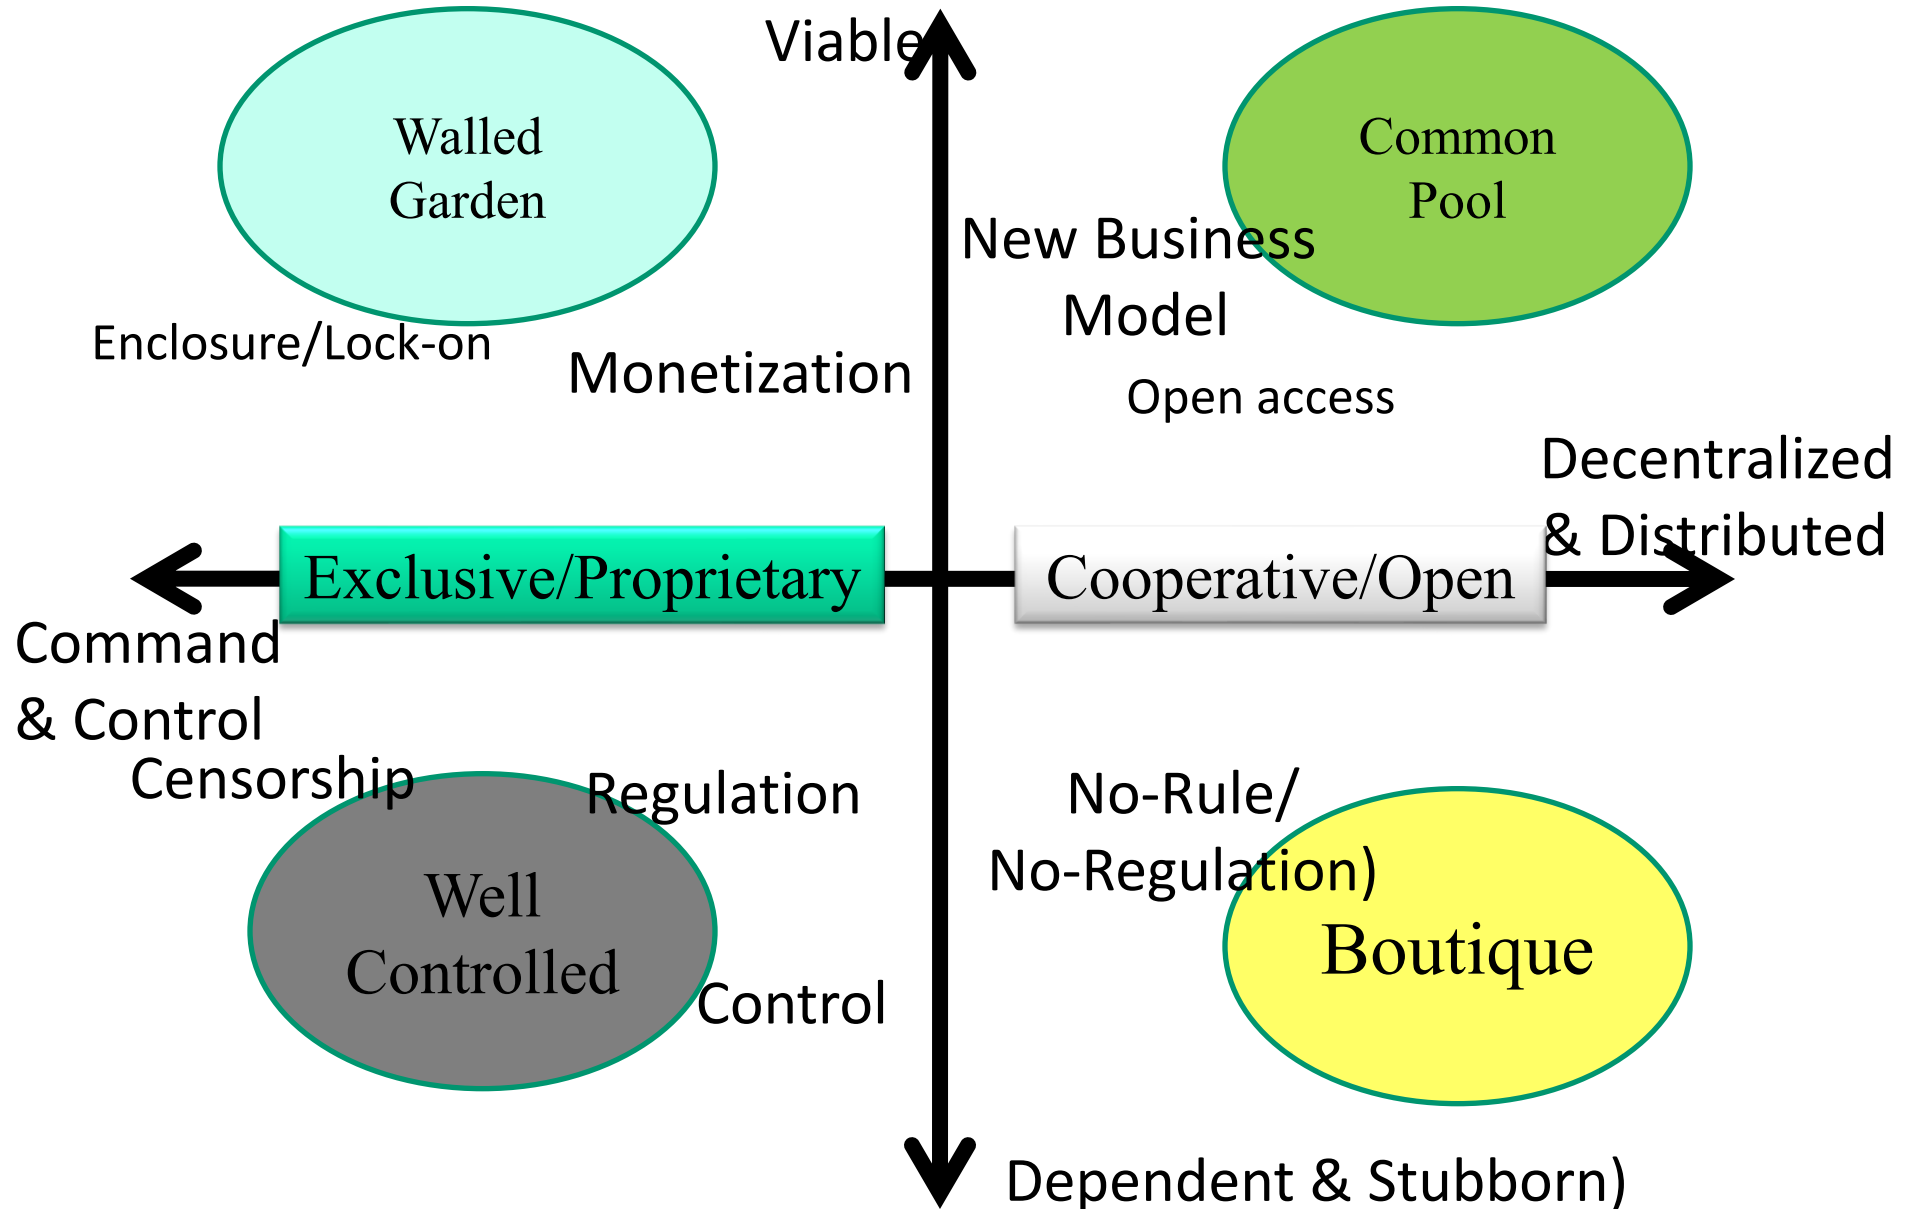 Viable
Walled
Garden
Common
Pool
New Business
Model
Enclosure/Lock-on
Monetization
Open access
Decentralized
& Distributed
Exclusive/Proprietary
Cooperative/Open
Command
& Control
Censorship
Regulation
No-Rule/
No-Regulation)
Well
Controlled
Boutique
Control
Dependent & Stubborn)